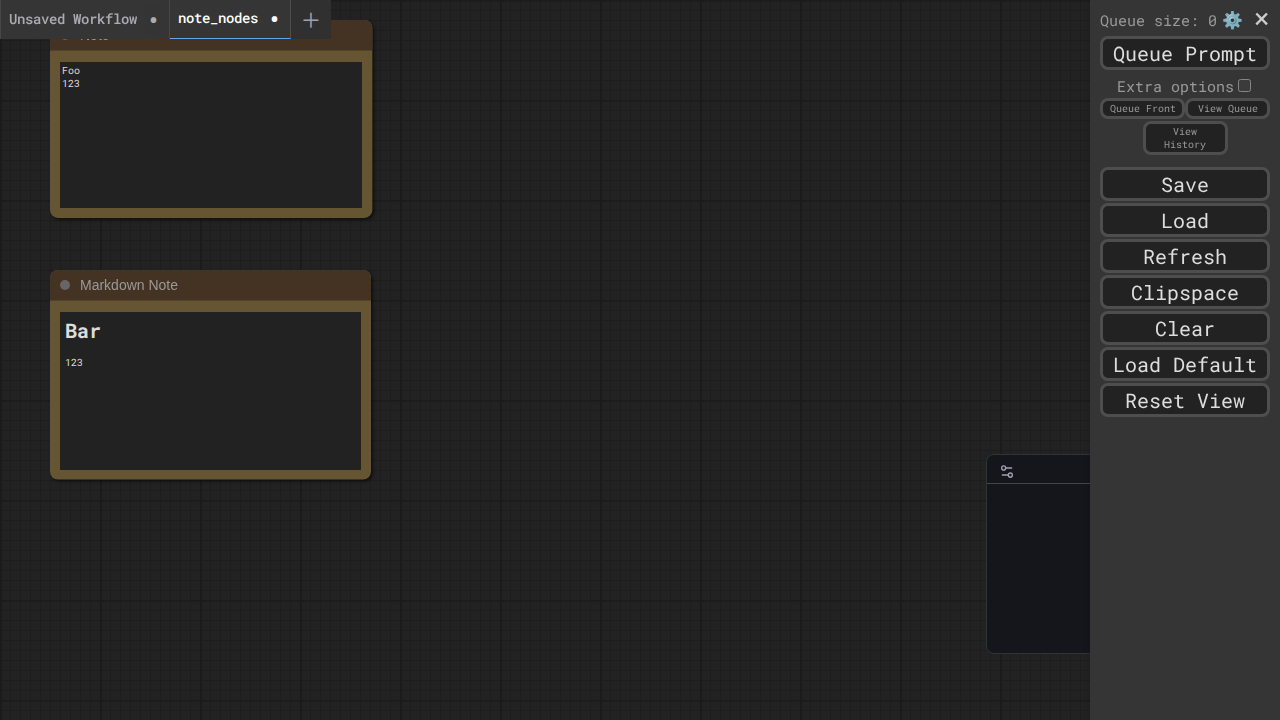 Unsaved Workflow
note_nodes
Foo
123
Markdown Note
Bar
123
Queue size: 0
Queue Prompt
Extra options
Queue Front
View Queue
View
History
Save
Load
Refresh
Clipspace
Clear
Load Default
Reset View